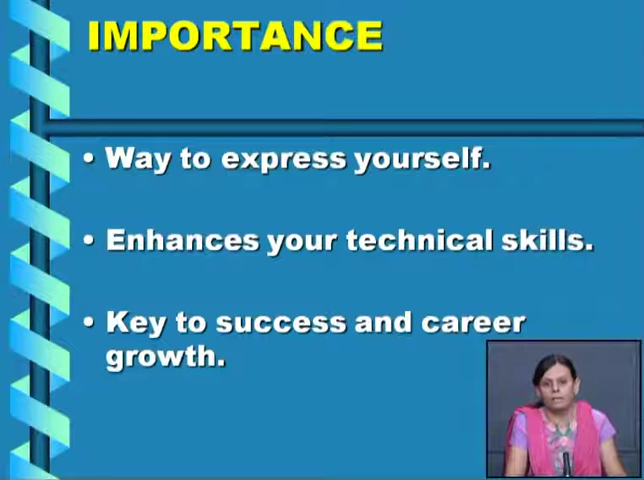 IMPORTANCE
• Way to express yourself.
• Enhances your technical skills.
• Key to success and career
growth.